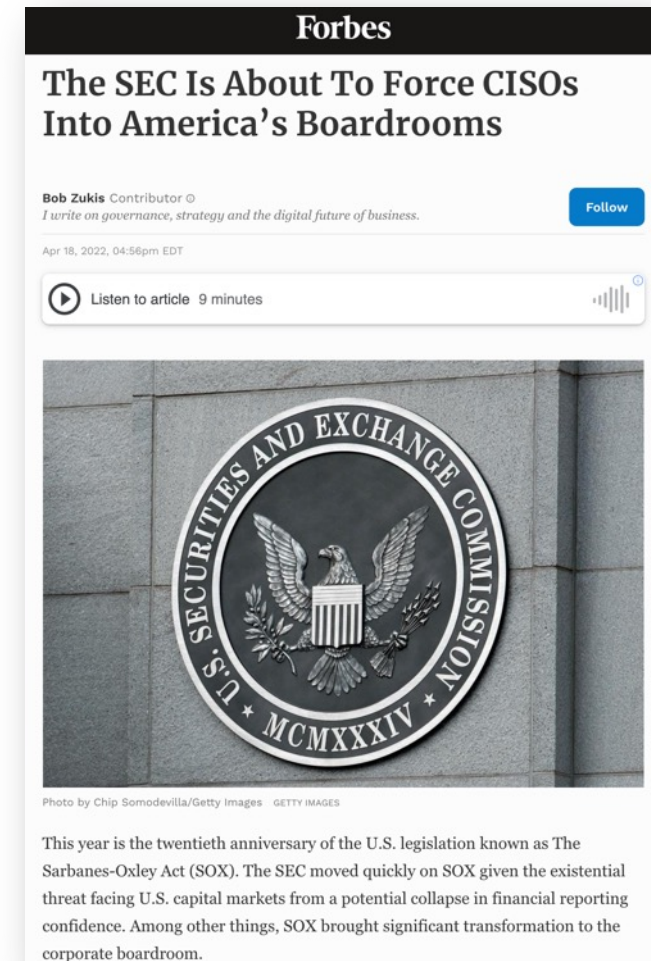 Forbes
The SEC Is About To Force CISOs
Into America’s Boardrooms
Bob Zukis Contributor
I write on governance, strategy and the digital future of business.
Follow
Apr 18, 2022, 04:56pm EDT
Listen to article 9 minutes
U.S. SECURITIES AND EXCHANGE COMMISSION
MCMXXXIV
Photo by Chip Somodevilla/Getty Images GETTY IMAGES
This year is the twentieth anniversary of the U.S. legislation known as The
Sarbanes-Oxley Act (SOX). The SEC moved quickly on SOX given the existential
threat facing U.S. capital markets from a potential collapse in financial reporting
confidence. Among other things, SOX brought significant transformation to the
corporate boardroom.